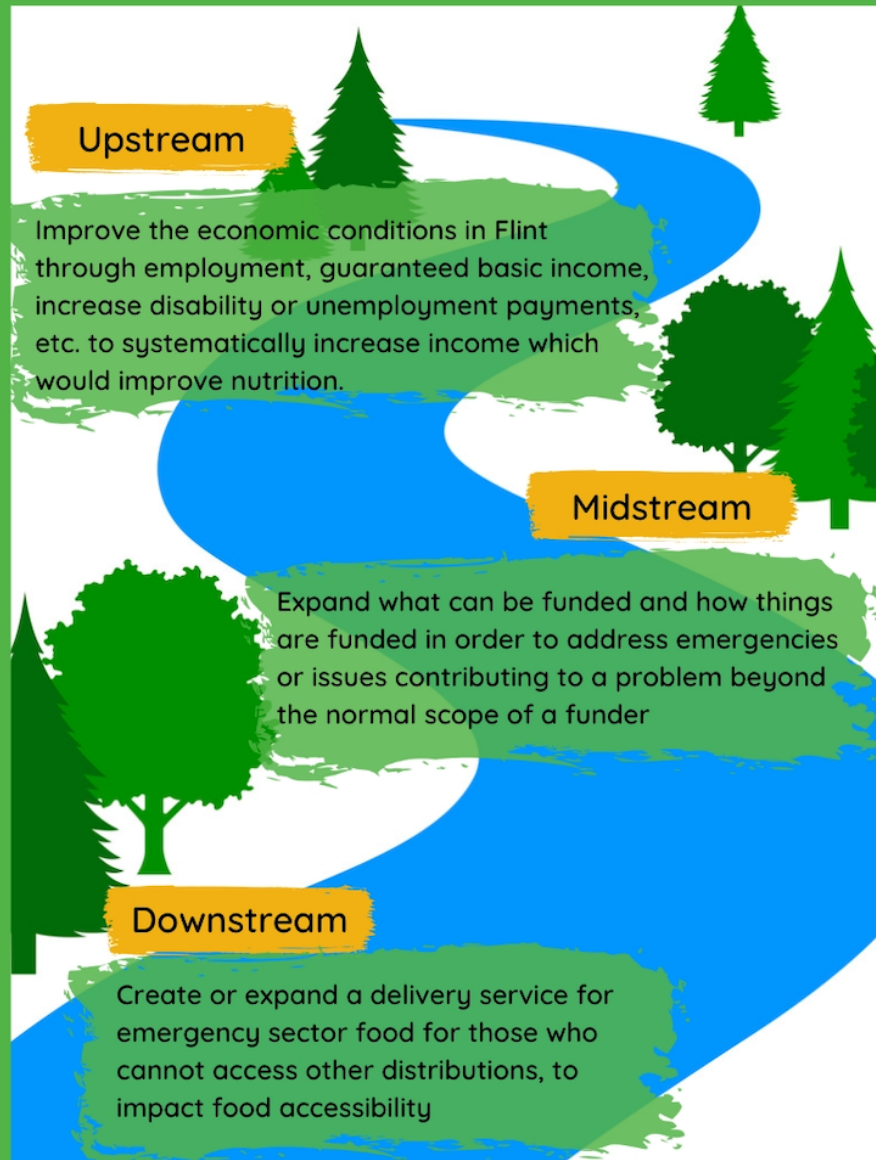 Upstream
Improve the economic conditions in Flint
through employment, guaranteed basic income,
increase disability or unemployment payments,
etc. to systematically increase income which
would improve nutrition.
Midstream
Expand what can be funded and how things
are funded in order to address emergencies
or issues contributing to a problem beyond
the normal scope of a funder
Downstream
Create or expand a delivery service for
emergency sector food for those who
cannot access other distributions, to
impact food accessibility